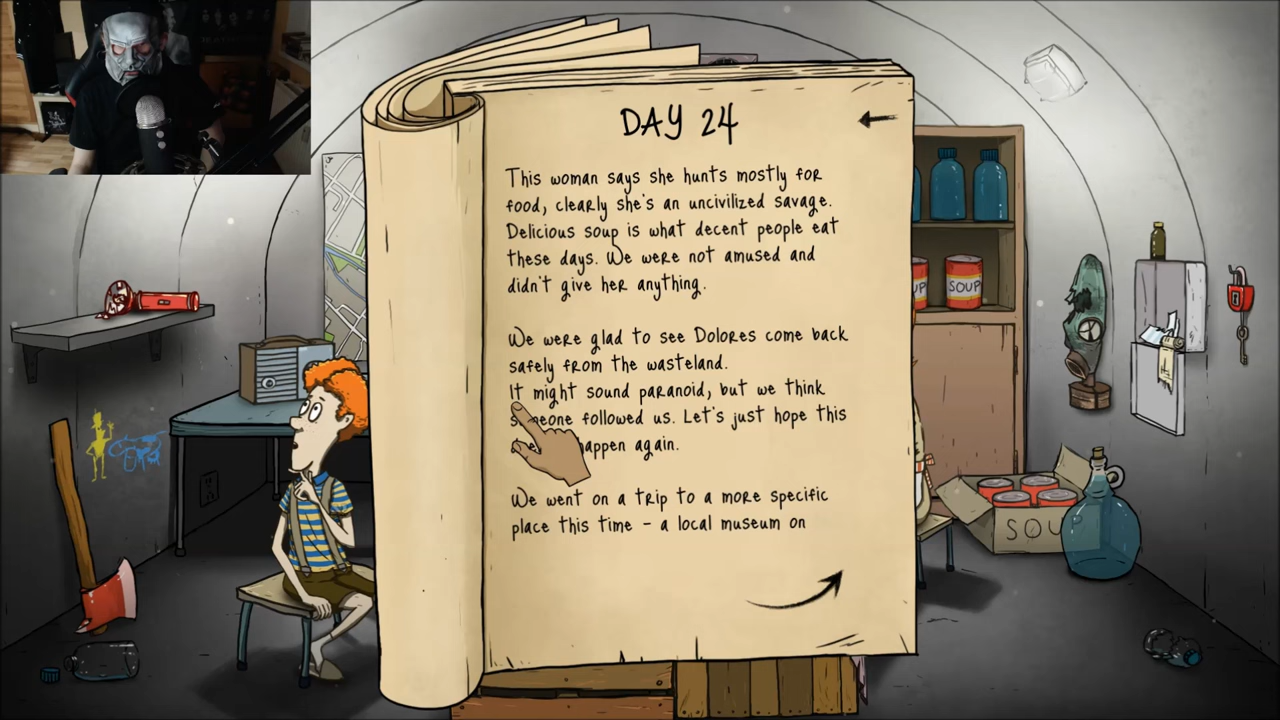 DAY 24
This woman says she hunts mostly for
food, clearly she's an uncivilized savage.
Delicious soup is what decent people eat
these days. We were not amused and
didn't give her anything.
We were glad to see Dolores come back
safely from the wasteland.
It might sound paranoid, but we think
someone followed us. Let's just hope this
happen again.
We went on a trip to a more specific
place this time - a local museum on
SOUP
SOU